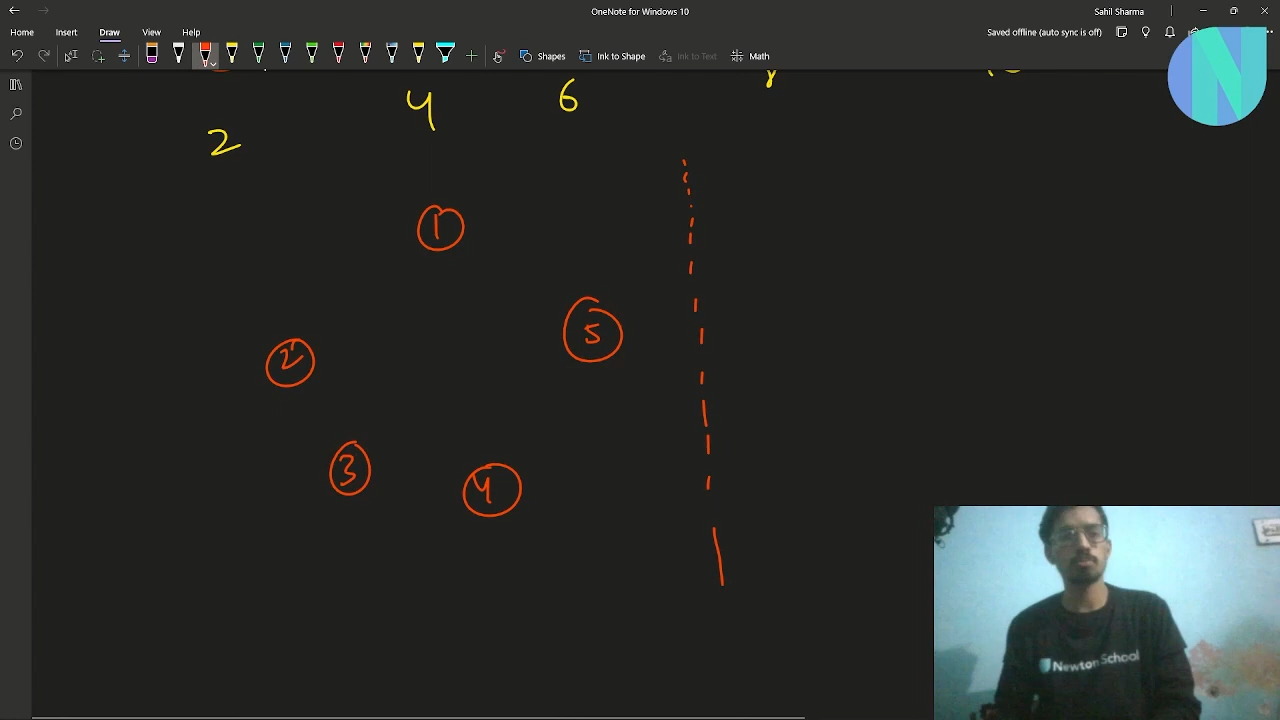 OneNote for Windows 10
Sahil Sharma
Home Insert Draw View Help
Saved offline (auto sync is off)
Shapes Ink to Shape Ink to Text Math
4 6
2
1
5
2
3
4
Newton School